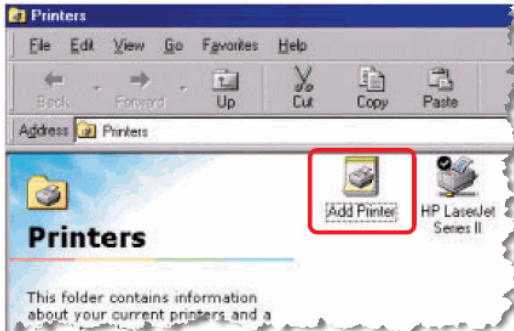 Printers
File Edit View Go Favorites Help
Back Forward Up Cut Copy Paste
Address Printers
Add Printer
HP LaserJet
Series II
Printers
This folder contains information
about your current printers and a